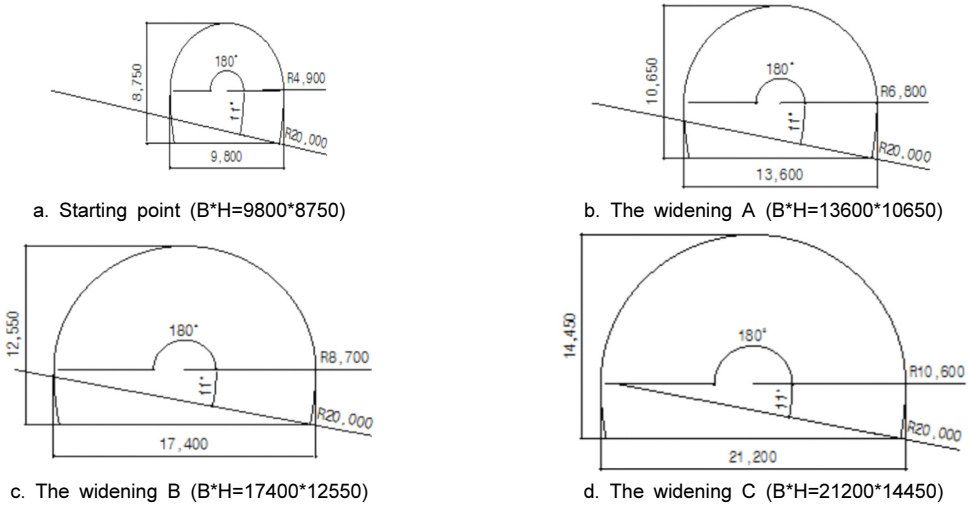 8,750
180°
R4,900
11°
R20,000
9,800
a. Starting point (B*H=9800*8750)
10,650
180°
R6,800
11°
R20.000
13,600
b. The widening A (B*H=13600*10650)
12,550
180°
R8,700
11°
R20,000
17,400
c. The widening B (B*H=17400*12550)
14,450
180°
R10,600
11°
R20,000
21,200
d. The widening C (B*H=21200*14450)